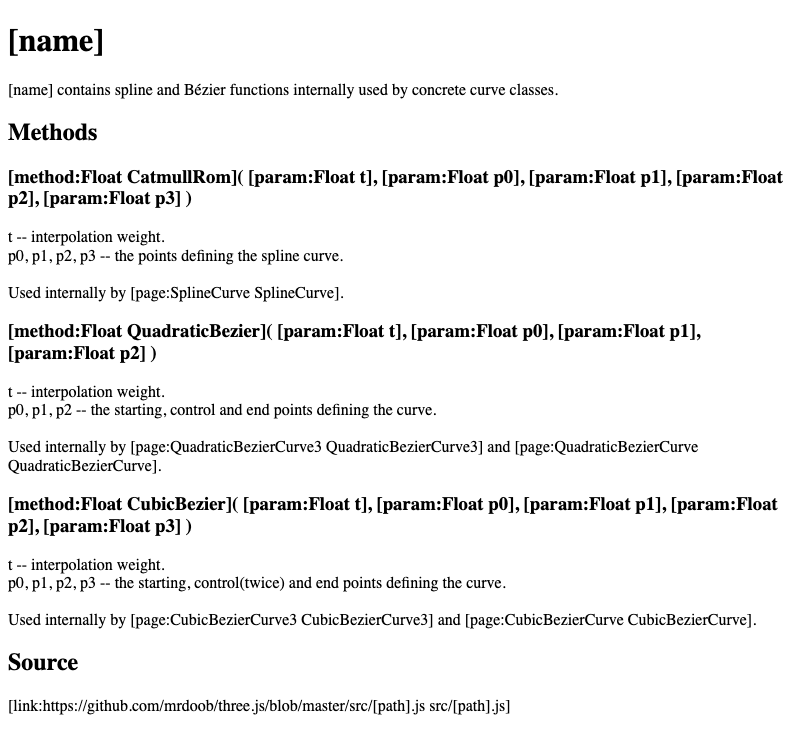 [name]
[name] contains spline and Bézier functions internally used by concrete curve classes.
Methods
[method:Float CatmullRom]( [param:Float t], [param:Float p0], [param:Float p1], [param:Float
p2], [param:Float p3] )
t -- interpolation weight.
p0, p1, p2, p3 -- the points defining the spline curve.
Used internally by [page:SplineCurve SplineCurve].
[method:Float QuadraticBezier]( [param:Float t], [param:Float p0], [param:Float p1],
[param:Float p2] )
t -- interpolation weight.
p0, p1, p2 -- the starting, control and end points defining the curve.
Used internally by [page:QuadraticBezierCurve3 QuadraticBezierCurve3] and [page:QuadraticBezierCurve
QuadraticBezierCurve].
[method:Float CubicBezier]( [param:Float t], [param:Float p0], [param:Float p1], [param:Float
p2], [param:Float p3] )
t -- interpolation weight.
p0, p1, p2, p3 -- the starting, control(twice) and end points defining the curve.
Used internally by [page:CubicBezierCurve3 CubicBezierCurve3] and [page:CubicBezierCurve CubicBezierCurve].
Source
[link:https://github.com/mrdoob/three.js/blob/master/src/[path].js src/[path].js]